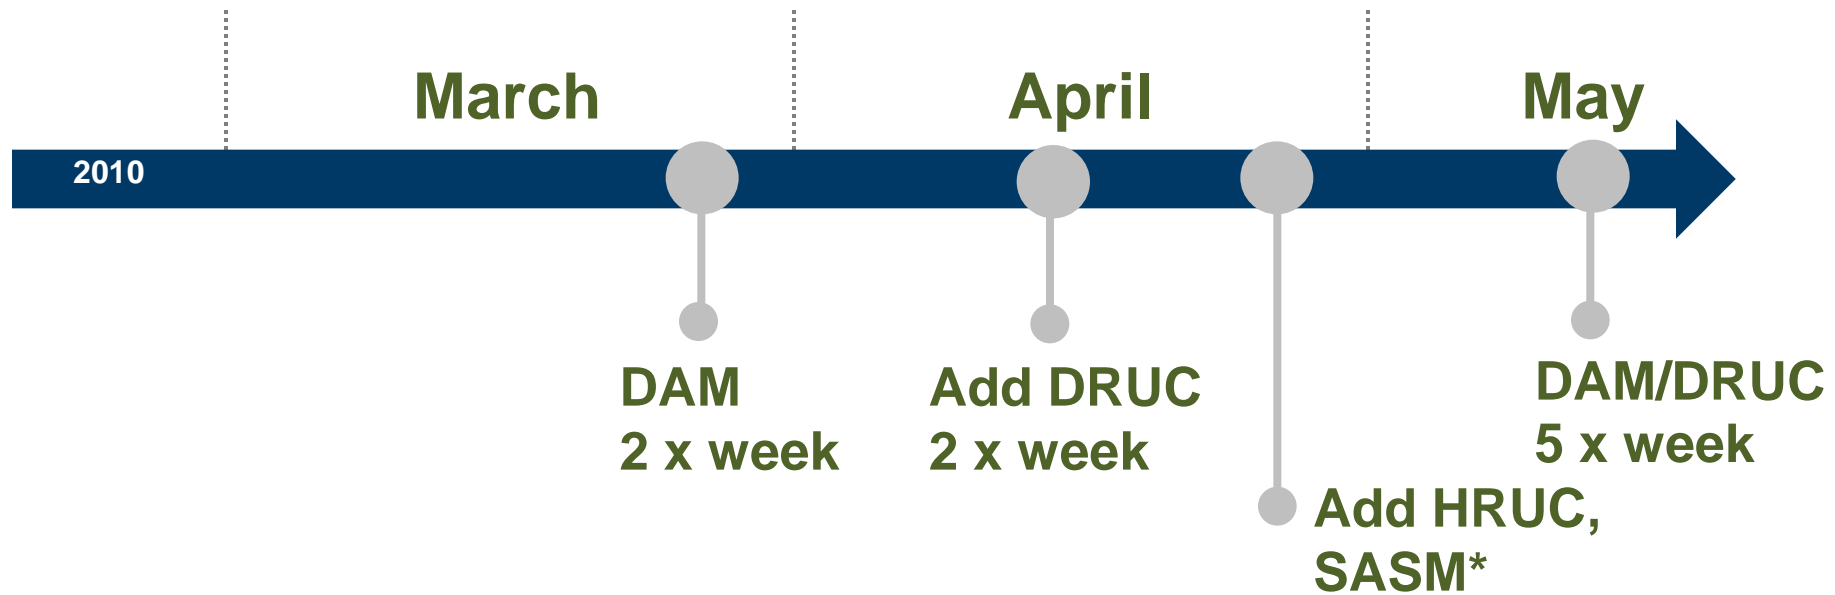 March
April
May
2010
DAM
2 x week
Add DRUC
2 x week
DAM/DRUC
5 x week
Add HRUC,
SASM*